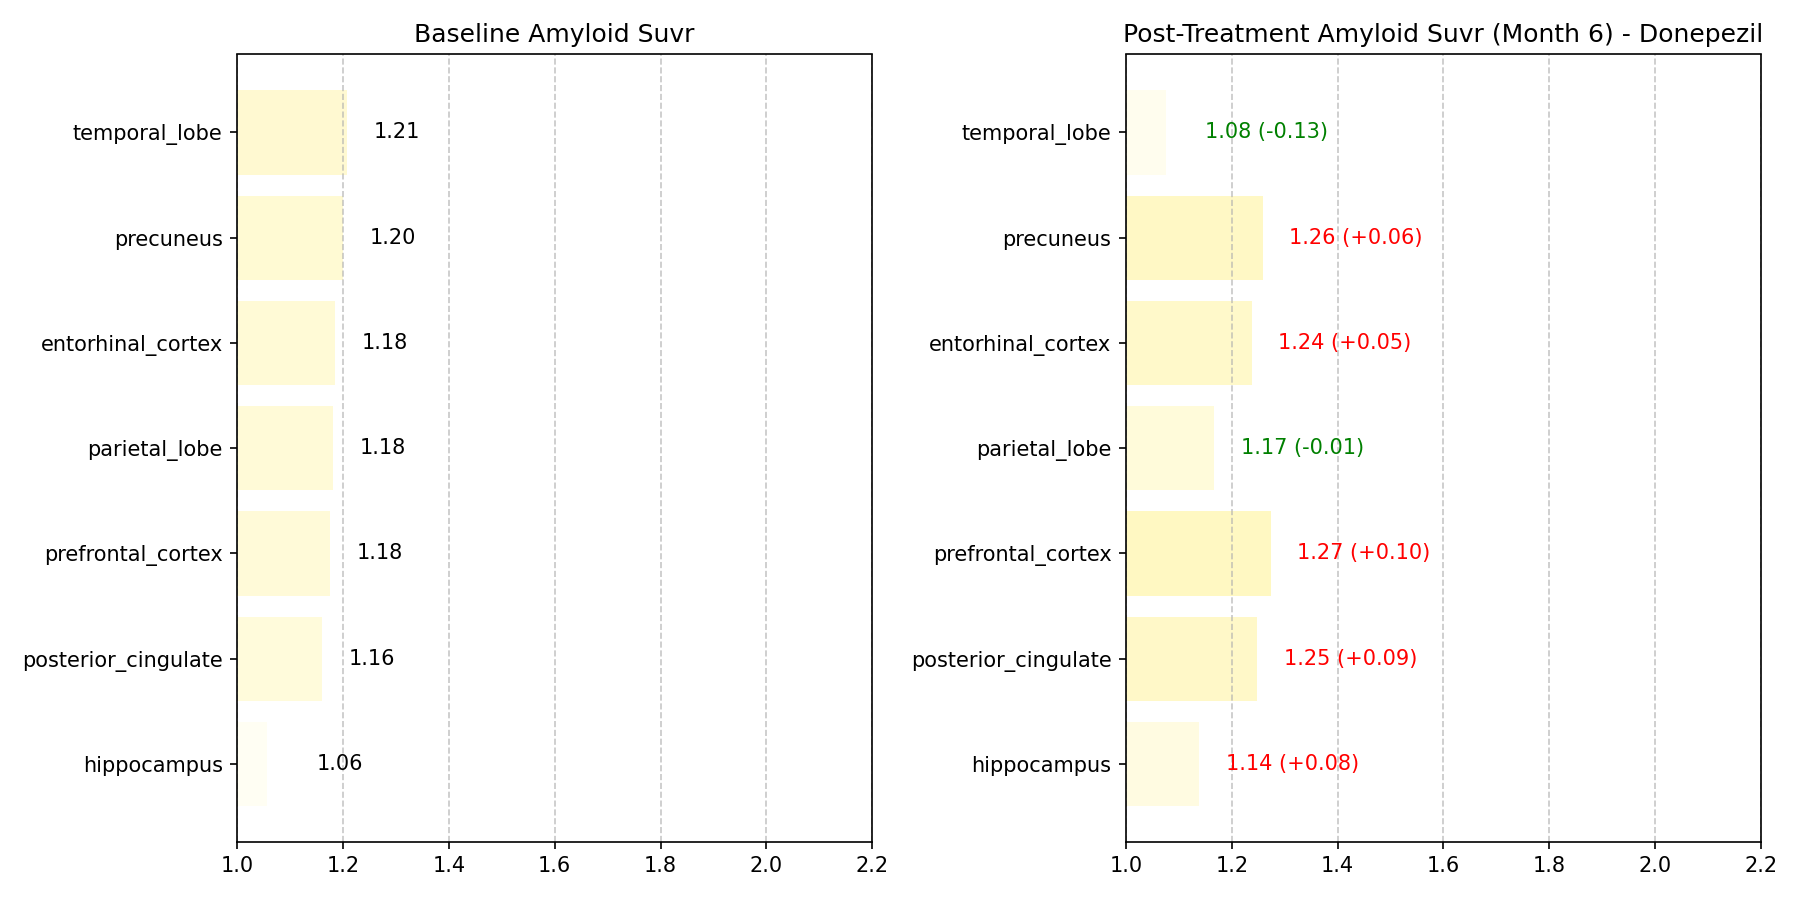 Baseline Amyloid Suvr
temporal_lobe
1.21
precuneus
1.20
entorhinal_cortex
1.18
parietal_lobe
1.18
prefrontal_cortex
1.18
posterior_cingulate
1.16
hippocampus
1.06
1.0 1.2 1.4 1.6 1.8 2.0 2.2
Post-Treatment Amyloid Suvr (Month 6) - Donepezil
temporal_lobe
1.08 (-0.13)
precuneus
1.26 (+0.06)
entorhinal_cortex
1.24 (+0.05)
parietal_lobe
1.17 (-0.01)
prefrontal_cortex
1.27 (+0.10)
posterior_cingulate
1.25 (+0.09)
hippocampus
1.14 (+0.08)
1.0 1.2 1.4 1.6 1.8 2.0 2.2